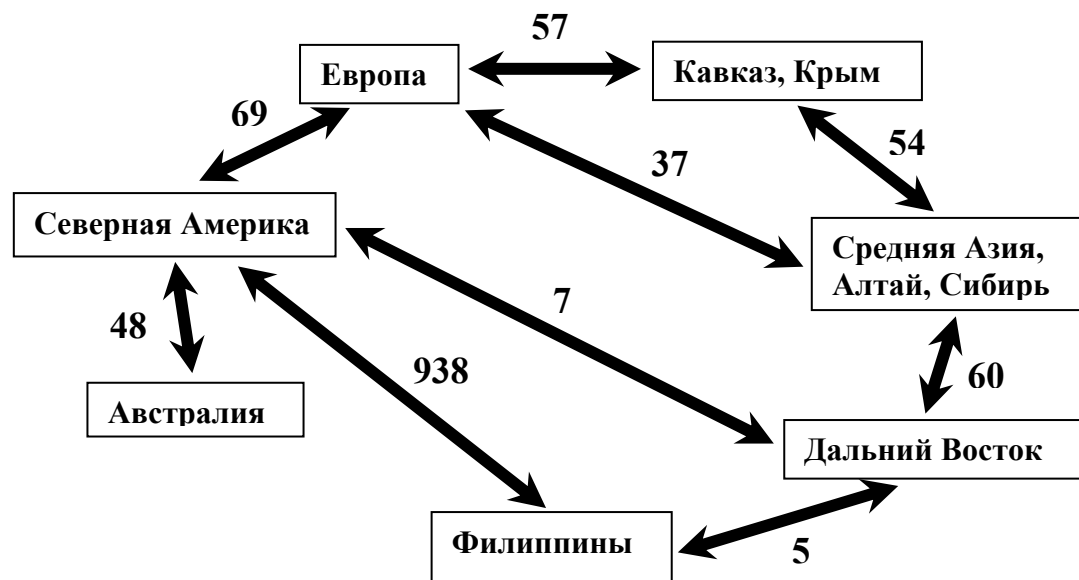 57
Европа
Кавказ, Крым
69
54
37
Северная Америка
Средняя Азия,
Алтай, Сибирь
7
48
938
60
Австралия
Дальний Восток
Филиппины
5